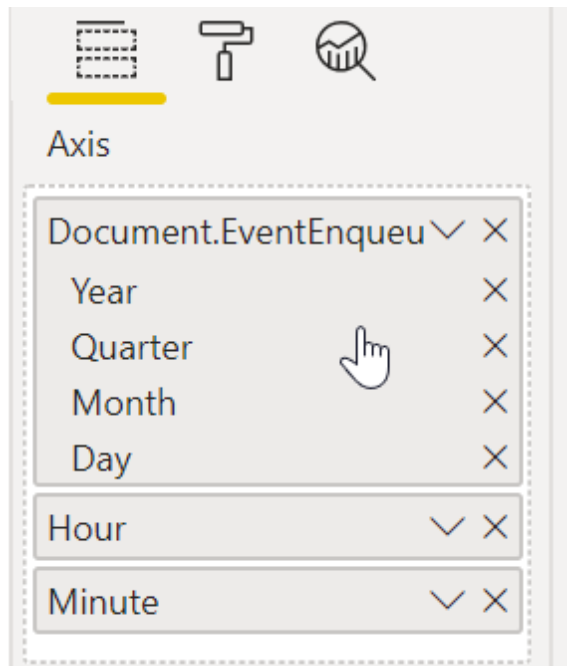 Axis
Document.EventEnqueu
Year
Quarter
Month
Day
Hour
Minute